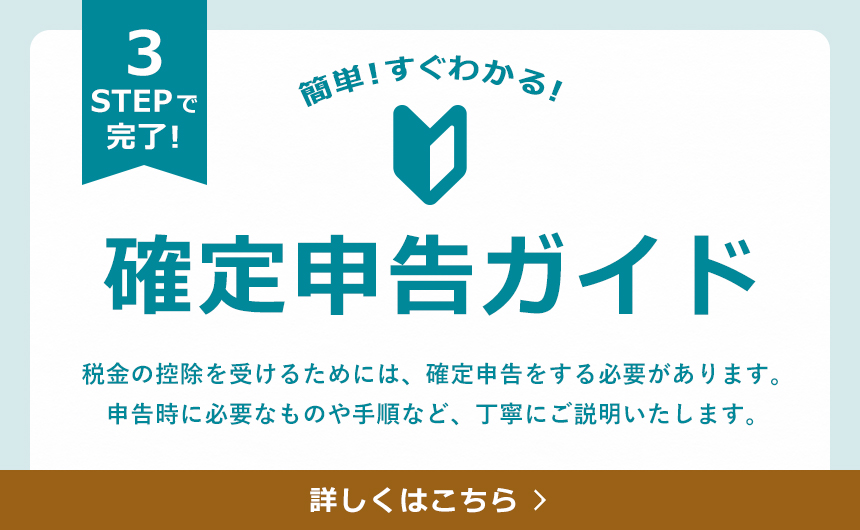 3
STEPで
完了!
簡単!すぐわかる!
確定申告ガイド
税金の控除を受けるためには、確定申告をする必要があります。
申告時に必要なものや手順など、丁寧にご説明いたします。
詳しくはこちら